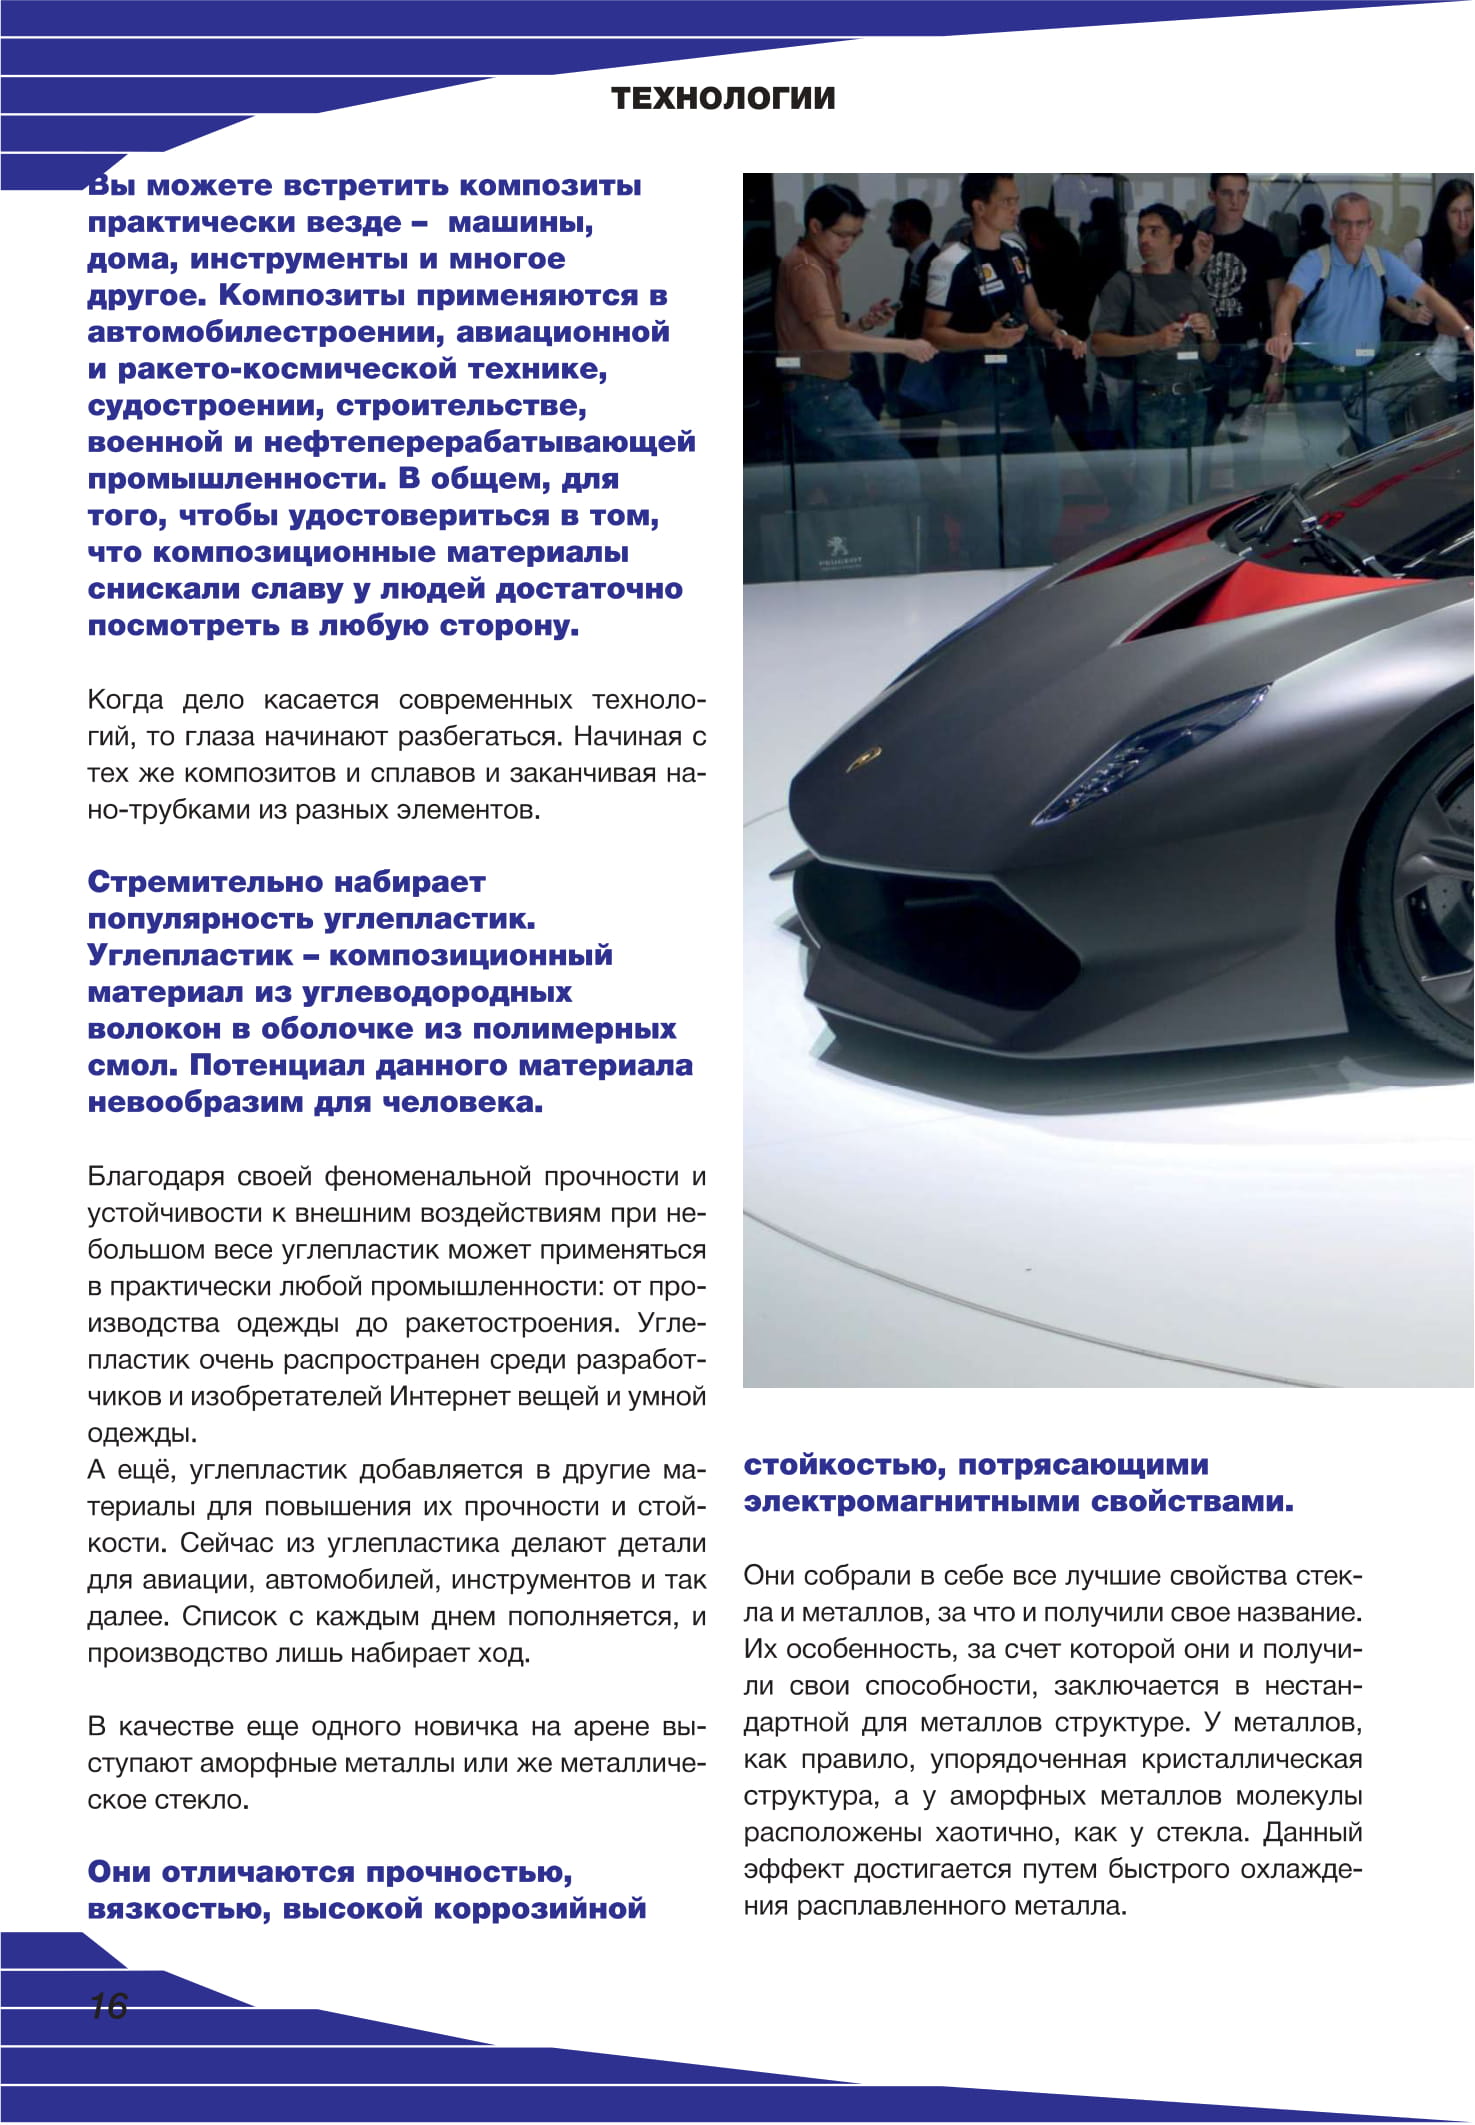 ТЕХНОЛОГИИ
Вы можете встретить композиты
практически везде –  машины,
дома, инструменты и многое
другое. Композиты применяются в
автомобилестроении, авиационной
и ракето-космической технике,
судостроении, строительстве,
военной и нефтеперерабатывающей
промышленности. В общем, для
того, чтобы удостовериться в том,
что композиционные материалы
снискали славу у людей достаточно
посмотреть в любую сторону.
Когда дело касается современных техноло-
гий, то глаза начинают разбегаться. Начиная с
тех же композитов и сплавов и заканчивая на-
но-трубками из разных элементов.
Стремительно набирает
популярность углепластик.
Углепластик – композиционный
материал из углеводородных
волокон в оболочке из полимерных
смол. Потенциал данного материала
невообразим для человека.
Благодаря своей феноменальной прочности и
устойчивости к внешним воздействиям при не-
большом весе углепластик может применяться
в практически любой промышленности: от про-
изводства одежды до ракетостроения. Угле-
пластик очень распространен среди разработ-
чиков и изобретателей Интернет вещей и умной
одежды.
А ещё, углепластик добавляется в другие ма-
териалы для повышения их прочности и стой-
кости. Сейчас из углепластика делают детали
для авиации, автомобилей, инструментов и так
далее. Список с каждым днем пополняется, и
производство лишь набирает ход.
В качестве еще одного новичка на арене вы-
ступают аморфные металлы или же металличе-
ское стекло.
Они отличаются прочностью,
вязкостью, высокой коррозийной
PEUGEOT
стойкостью, потрясающими
электромагнитными свойствами.
Они собрали в себе все лучшие свойства стек-
ла и металлов, за что и получили свое название.
Их особенность, за счет которой они и получи-
ли свои способности, заключается в нестан-
дартной для металлов структуре. У металлов,
как правило, упорядоченная кристаллическая
структура, а у аморфных металлов молекулы
расположены хаотично, как у стекла. Данный
эффект достигается путем быстрого охлажде-
ния расплавленного металла.
16